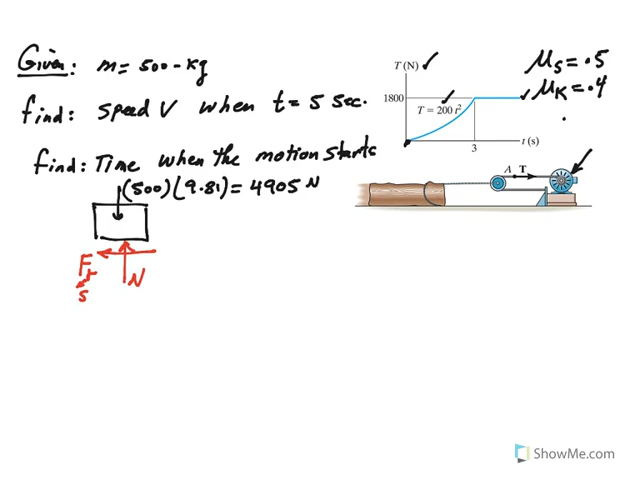 Given: m = 500-kg
find: speed V when t = 5 sec.
find: Time when the motion starts
(500)(9.81) = 4905 N
F
s
N
T (N)
1800
T = 200 t²
3
t (s)
μs = .5
μK = .4
A T
ShowMe.com